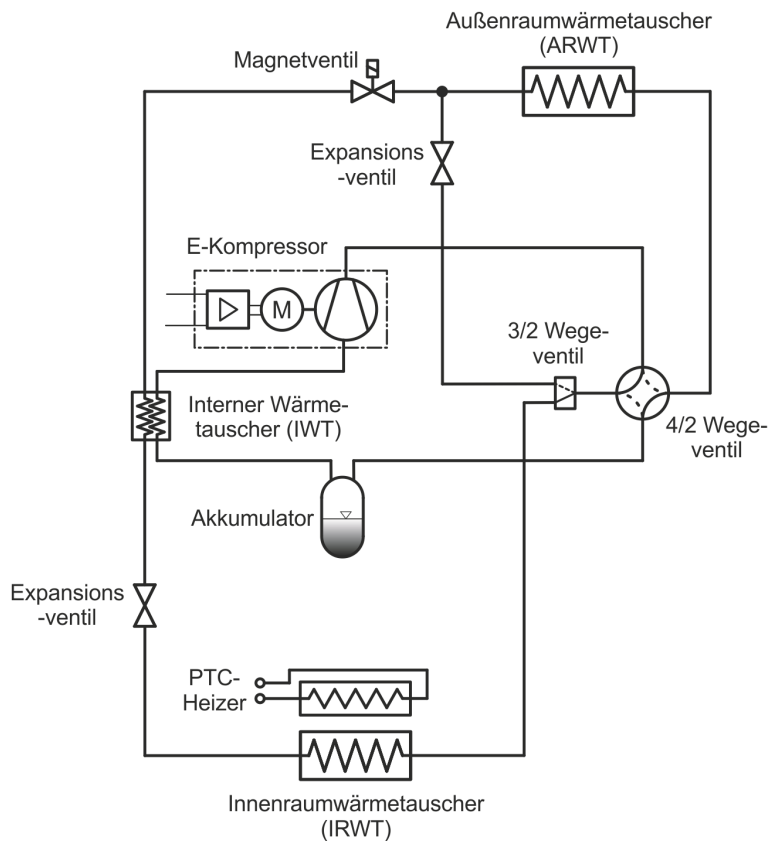 Außenraumwärmetauscher
(ARWT)
Magnetventil
Expansions
-ventil
E-Kompressor
M
3/2 Wege-
ventil
Interner Wärme-
tauscher (IWT)
4/2 Wege-
ventil
Akkumulator
Expansions
-ventil
PTC-
Heizer
Innenraumwärmetauscher
(IRWT)